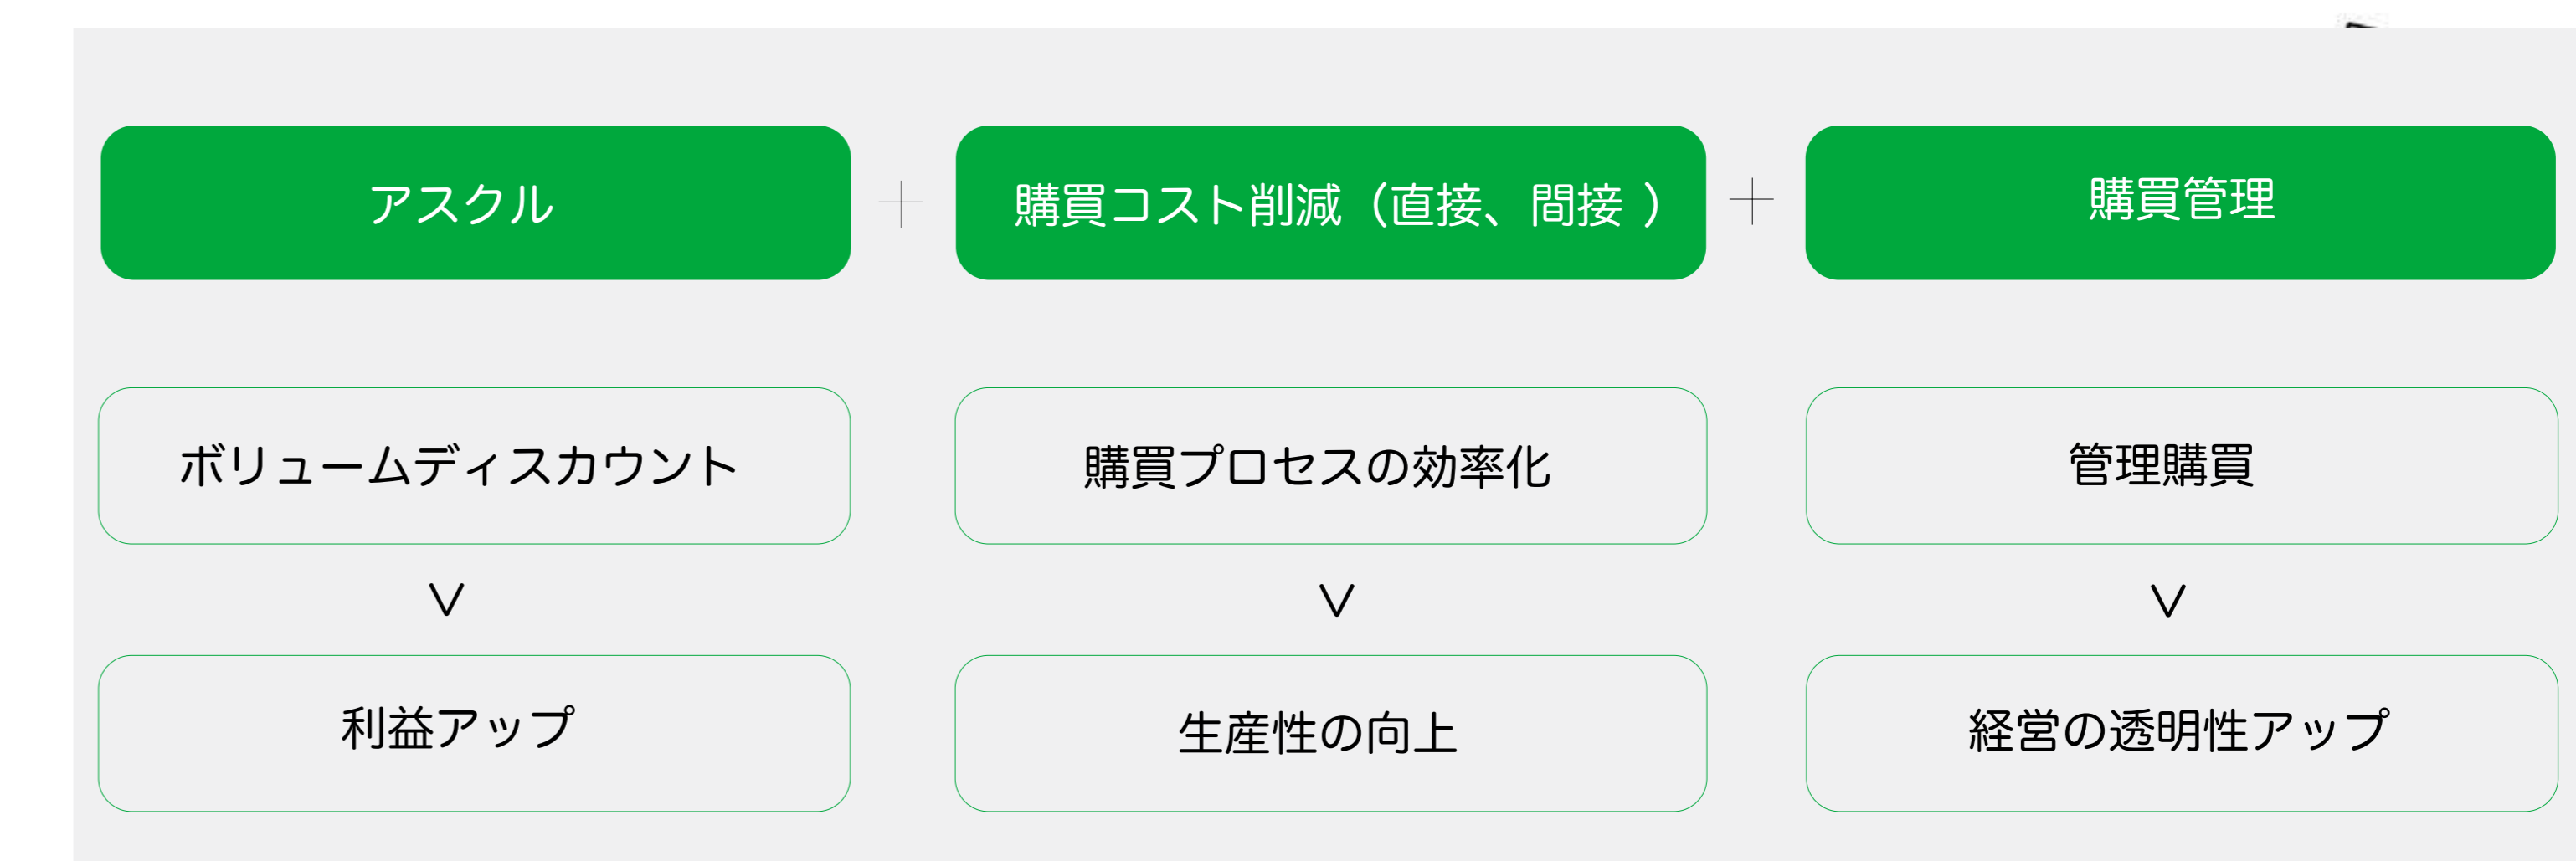 アスクル + 購買コスト削減（直接、間接 ） + 購買管理
ボリュームディスカウント 購買プロセスの効率化 管理購買
∨ ∨ ∨
利益アップ 生産性の向上 経営の透明性アップ